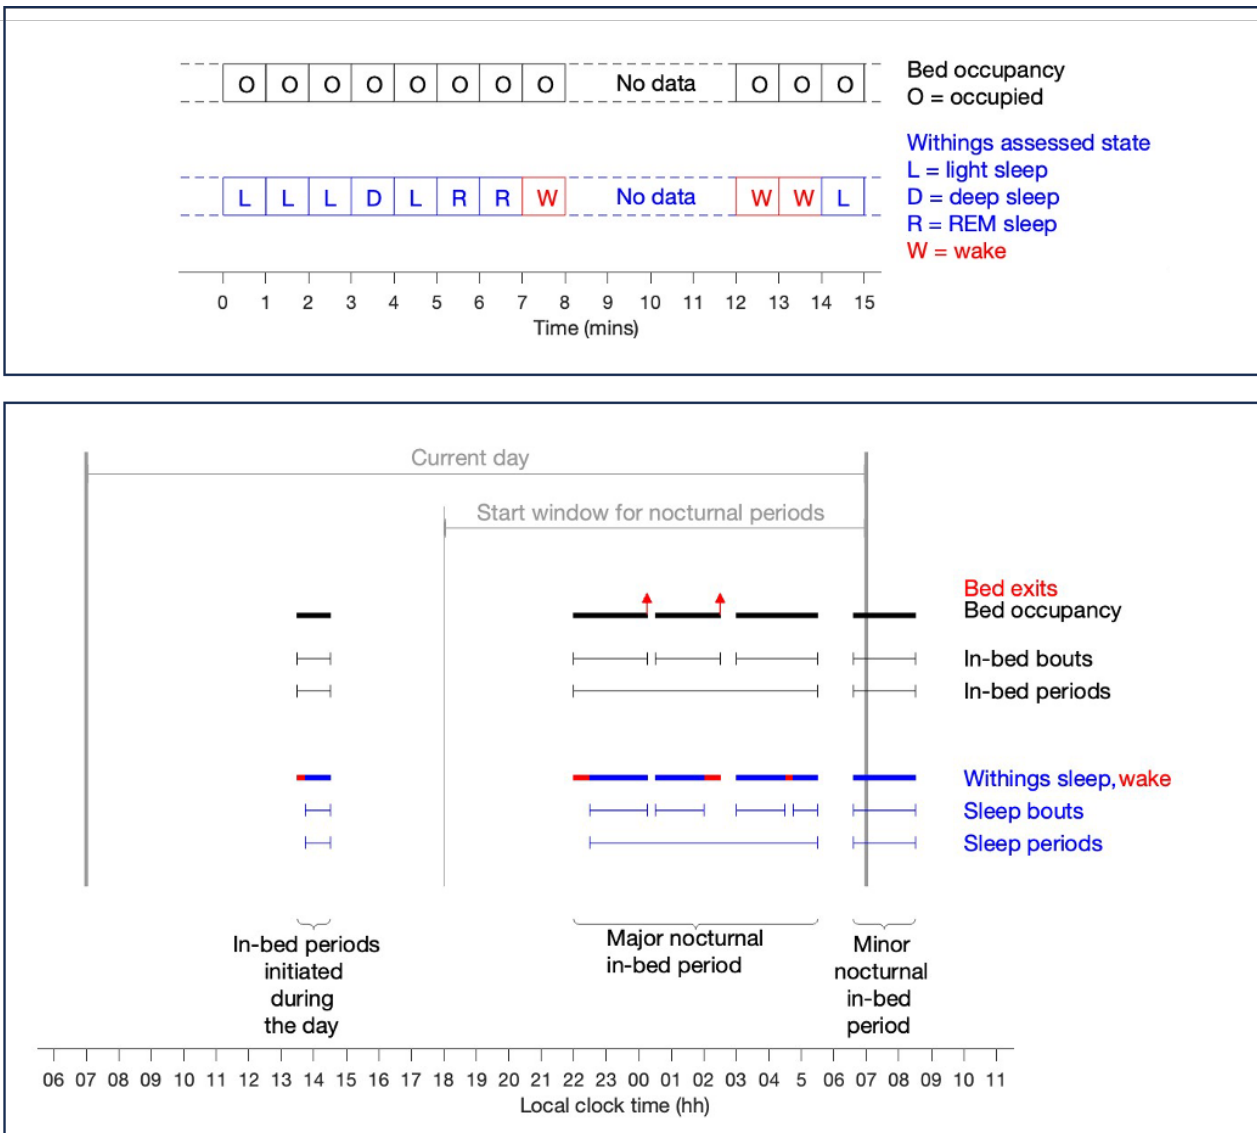 O O O O O O O O No data O O O
Bed occupancy
O = occupied
Withings assessed state
L L L D L R R W No data W W L
L = light sleep
D = deep sleep
R = REM sleep
W = wake
0 1 2 3 4 5 6 7 8 9 10 11 12 13 14 15
Time (mins)
Current day
Start window for nocturnal periods
Bed exits
Bed occupancy
In-bed bouts
In-bed periods
Withings sleep, wake
Sleep bouts
Sleep periods
In-bed periods
initiated
during
the day
Major nocturnal
in-bed period
Minor
nocturnal
in-bed
period
06 07 08 09 10 11 12 13 14 15 16 17 18 19 20 21 22 23 00 01 02 03 04 5 06 07 08 09 10 11
Local clock time (hh)